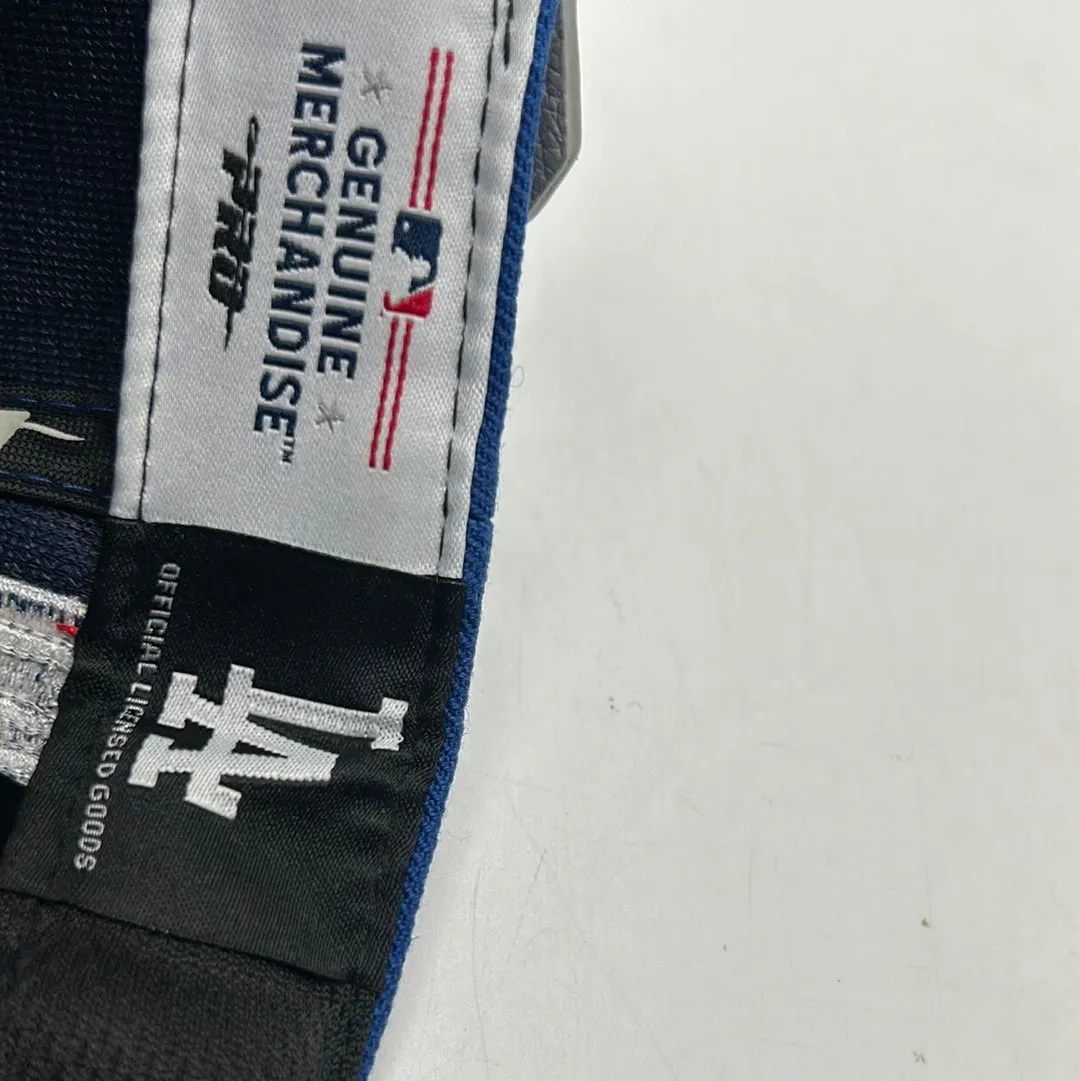 ★ GENUINE ★
MERCHANDISE™
PRO
LA
OFFICIAL LICENSED GOODS